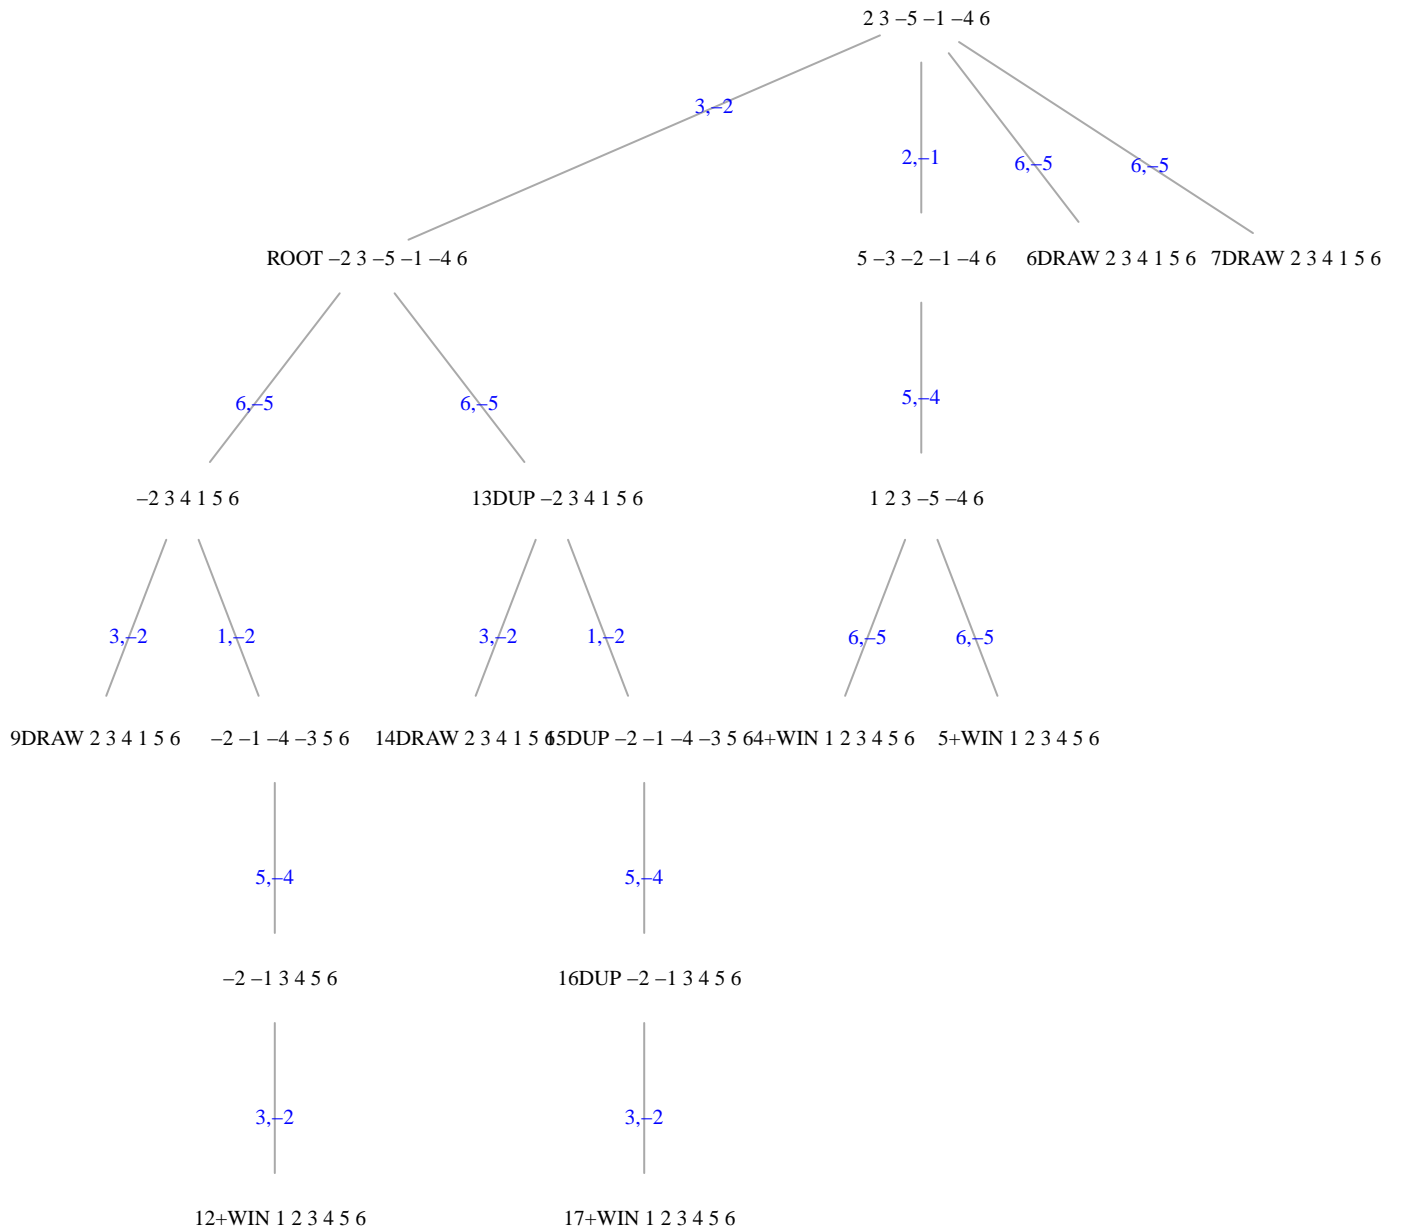 2 3 –5 –1 –4 6
3,–2
2,–1
6,–5
6,–5
ROOT –2 3 –5 –1 –4 6
5 –3 –2 –1 –4 6
6DRAW 2 3 4 1 5 6
7DRAW 2 3 4 1 5 6
6,–5
6,–5
5,–4
–2 3 4 1 5 6
13DUP –2 3 4 1 5 6
1 2 3 –5 –4 6
3,–2
1,–2
3,–2
1,–2
6,–5
6,–5
9DRAW 2 3 4 1 5 6
–2 –1 –4 –3 5 6
14DRAW 2 3 4 1 5 6
15DUP –2 –1 –4 –3 5 6
4+WIN 1 2 3 4 5 6
5+WIN 1 2 3 4 5 6
5,–4
5,–4
–2 –1 3 4 5 6
16DUP –2 –1 3 4 5 6
3,–2
3,–2
12+WIN 1 2 3 4 5 6
17+WIN 1 2 3 4 5 6